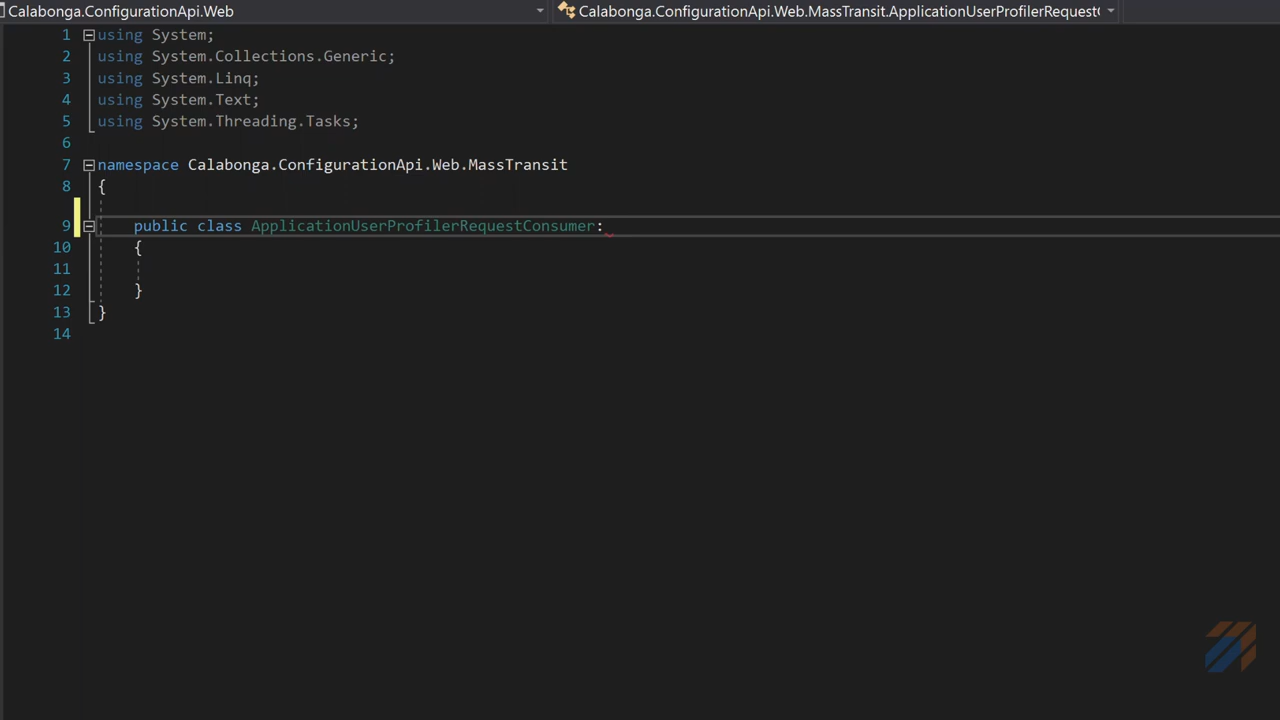 Calabonga.ConfigurationApi.Web
Calabonga.ConfigurationApi.Web.MassTransit.ApplicationUserProfilerRequest(
1 using System;
2 using System.Collections.Generic;
3 using System.Linq;
4 using System.Text;
5 using System.Threading.Tasks;
6
7 namespace Calabonga.ConfigurationApi.Web.MassTransit
8 {
9 public class ApplicationUserProfilerRequestConsumer:
10 {
11
12 }
13 }
14